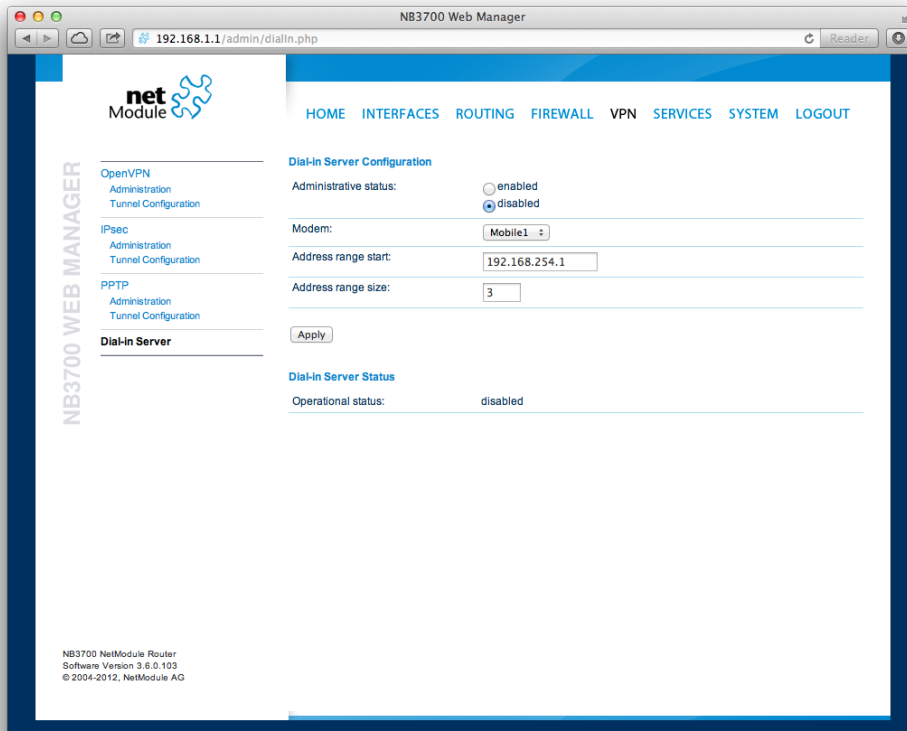 NB3700 Web Manager
192.168.1.1/admin/dialin.php
Reader
net
Module
HOME INTERFACES ROUTING FIREWALL VPN SERVICES SYSTEM LOGOUT
NB3700 WEB MANAGER
OpenVPN
Administration
Tunnel Configuration
IPsec
Administration
Tunnel Configuration
PPTP
Administration
Tunnel Configuration
Dial-in Server
Dial-in Server Configuration
Administrative status:
enabled
disabled
Modem: Mobile1
Address range start: 192.168.254.1
Address range size: 3
Apply
Dial-in Server Status
Operational status: disabled
NB3700 NetModule Router
Software Version 3.6.0.103
© 2004-2012, NetModule AG